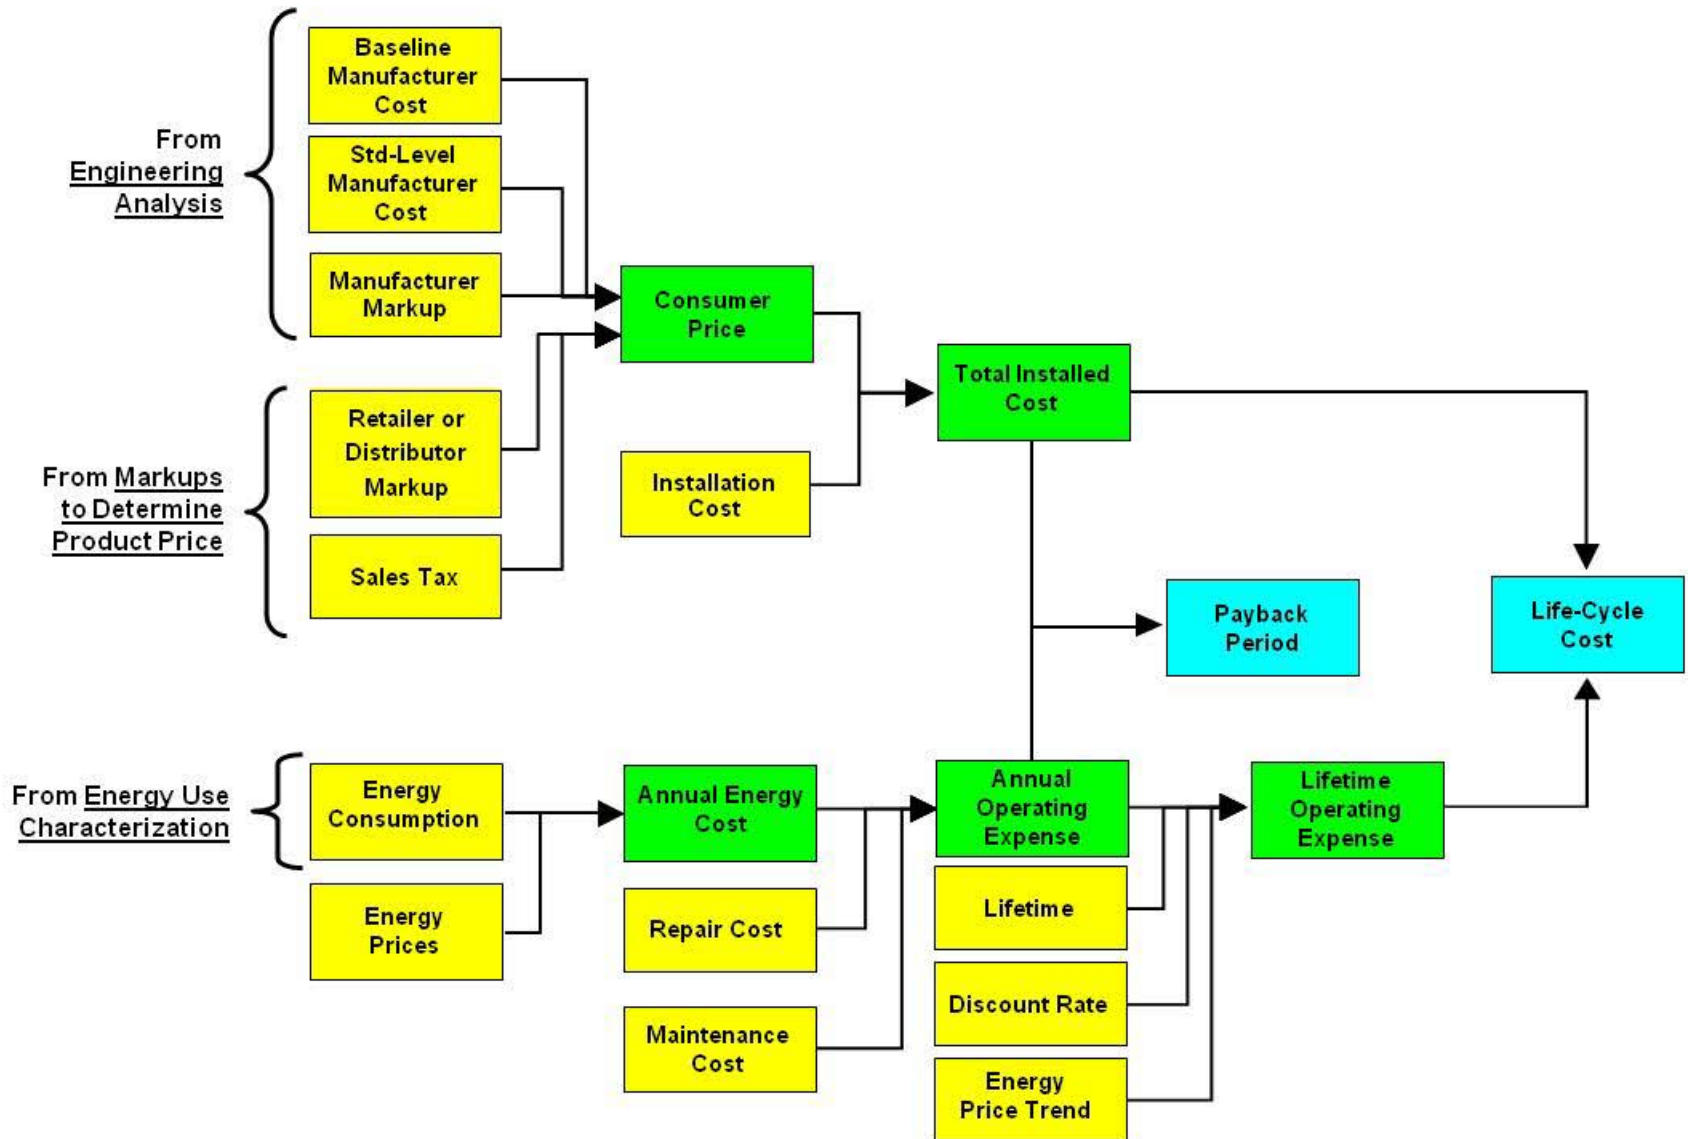 Baseline
Manufacturer
Cost
From
Engineering
Analysis
Std-Level
Manufacturer
Cost
Manufacturer
Markup
Consumer
Price
Total Installed
Cost
From Markups
to Determine
Product Price
Retailer or
Distributor
Markup
Installation
Cost
Sales Tax
Payback
Period
Life-Cycle
Cost
From Energy Use
Characterization
Energy
Consumption
Annual Energy
Cost
Annual
Operating
Expense
Lifetime
Operating
Expense
Energy
Prices
Repair Cost
Lifetime
Discount Rate
Maintenance
Cost
Energy
Price Trend